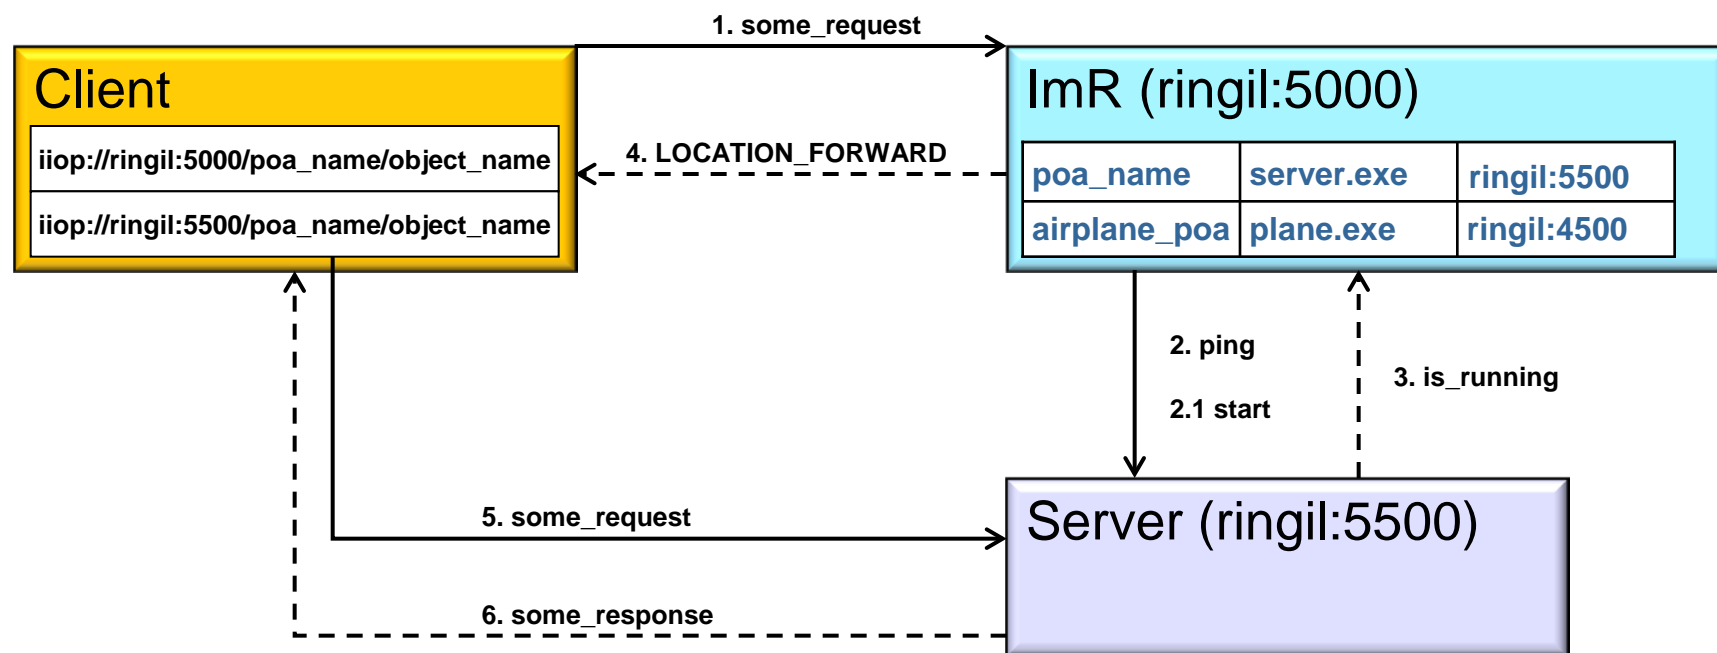 1. some_request
Client
ImR (ringil:5000)
iiop://ringil:5000/poa_name/object_name
iiop://ringil:5500/poa_name/object_name
4. LOCATION_FORWARD
poa_name server.exe ringil:5500
airplane_poa plane.exe ringil:4500
2. ping
2.1 start
3. is_running
5. some_request
Server (ringil:5500)
6. some_response